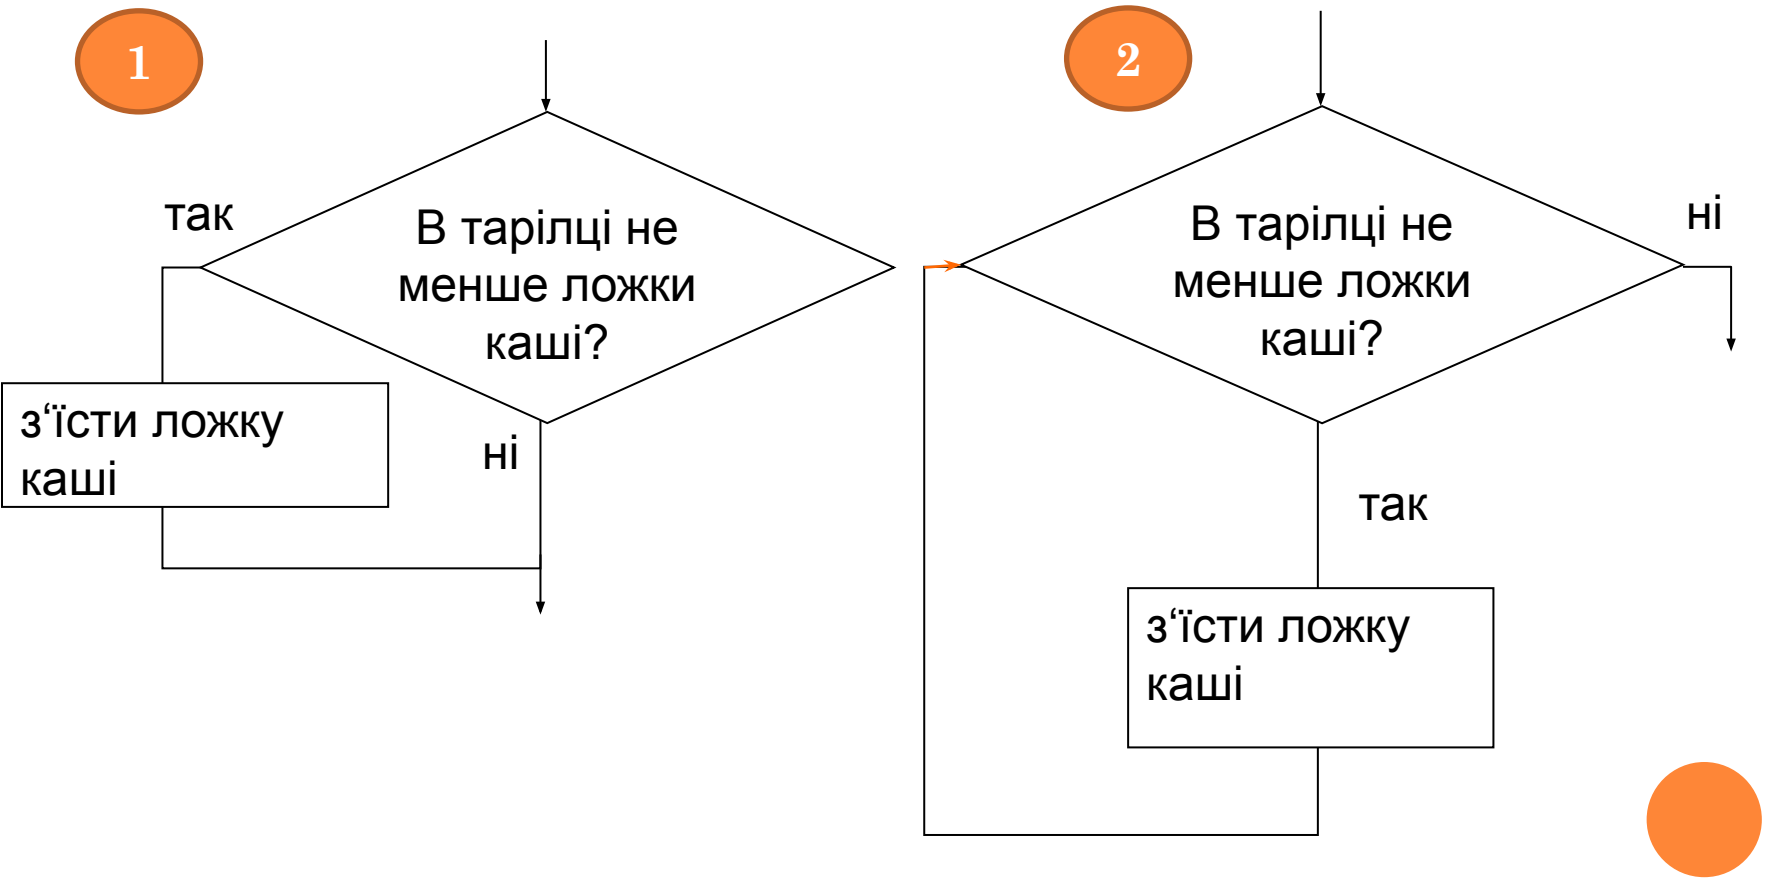 1
так
В тарілці не
менше ложки
каші?
з‘їсти ложку
каші
ні
2
ні
В тарілці не
менше ложки
каші?
так
з‘їсти ложку
каші